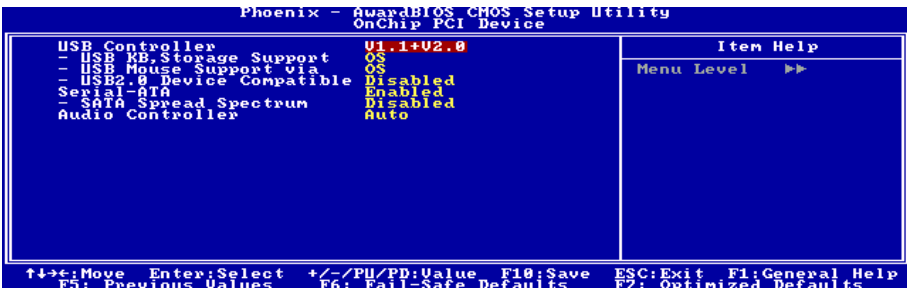 Phoenix - AwardBIOS CMOS Setup Utility
OnChip PCI Device
USB Controller V1.1+V2.0
- USB KB,Storage Support OS
- USB Mouse Support via OS
- USB2.0 Device Compatible Disabled
Serial-ATA Enabled
- SATA Spread Spectrum Disabled
Audio Controller Auto
Item Help
Menu Level ▶▶
↑↓→←:Move Enter:Select +/-/PU/PD:Value F10:Save ESC:Exit F1:General Help
F5: Previous Values F6: Fail-Safe Defaults F7: Optimized Defaults